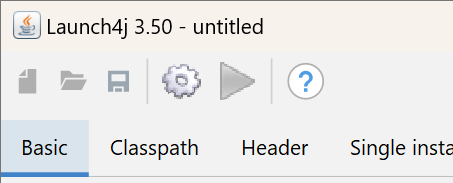 Launch4j 3.50 - untitled
?
Basic Classpath Header Single insta